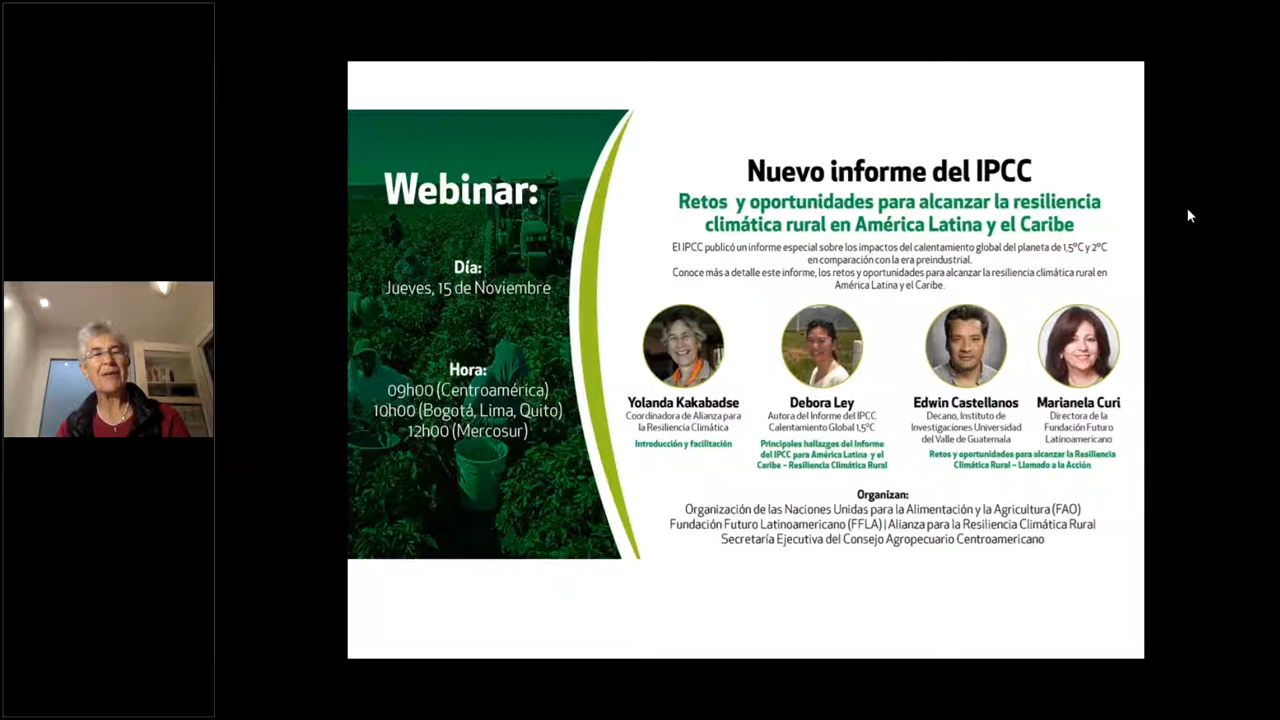 Webinar:
Día:
Jueves, 15 de Noviembre
Hora:
09h00 (Centroamérica)
10h00 (Bogotá, Lima, Quito)
12h00 (Mercosur)
Nuevo informe del IPCC
Retos y oportunidades para alcanzar la resiliencia
climática rural en América Latina y el Caribe
El IPCC publicó un informe especial sobre los impactos del calentamiento global del planeta de 1,5ºC y 2ºC
en comparación con la era preindustrial.
Conoce más a detalle este informe, los retos y oportunidades para alcanzar la resiliencia climática rural en
América Latina y el Caribe.
Yolanda Kakabadse
Coordinadora de Alianza para
la Resiliencia Climática
Introducción y facilitación
Debora Ley
Autora del Informe del IPCC
Calentamiento Global 1,5ºC
Principales hallazgos del Informe
del IPCC para América Latina y el
Caribe - Resiliencia Climática Rural
Edwin Castellanos
Decano, Instituto de
Investigaciones Universidad
del Valle de Guatemala
Marianela Curi
Directora de la
Fundación Futuro
Latinoamericano
Retos y oportunidades para alcanzar la Resiliencia
Climática Rural - Llamado a la Acción
Organizan:
Organización de las Naciones Unidas para la Alimentación y la Agricultura (FAO)
Fundación Futuro Latinoamericano (FFLA) | Alianza para la Resiliencia Climática Rural
Secretaría Ejecutiva del Consejo Agropecuario Centroamericano